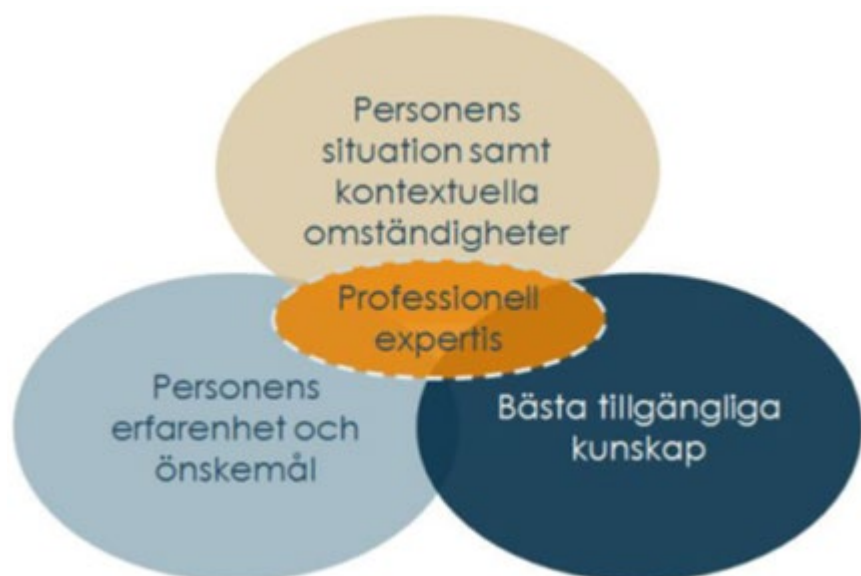 Personens
situation samt
kontextuella
omständigheter
Professionell
expertis
Personens
erfarenhet och
önskemål
Bästa tillgängliga
kunskap